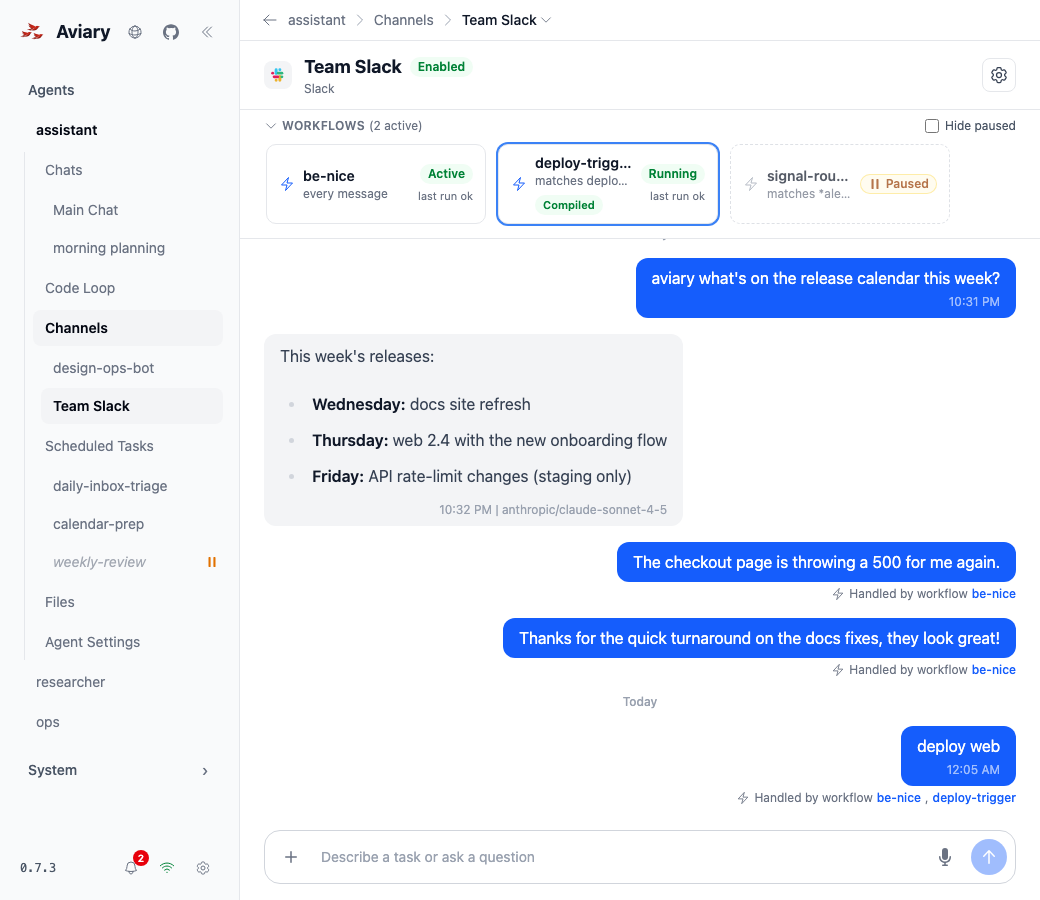 Aviary
assistant
Channels
Team Slack
Agents
assistant
Chats
Main Chat
morning planning
Code Loop
Channels
design-ops-bot
Team Slack
Scheduled Tasks
daily-inbox-triage
calendar-prep
weekly-review
Files
Agent Settings
researcher
ops
System
0.7.3
2
Team Slack
Enabled
Slack
WORKFLOWS (2 active)
Hide paused
be-nice
every message
Active
last run ok
deploy-trigg...
matches deplo...
Compiled
Running
last run ok
signal-rou...
matches *ale...
Paused
aviary what's on the release calendar this week?
10:31 PM
This week's releases:
Wednesday: docs site refresh
Thursday: web 2.4 with the new onboarding flow
Friday: API rate-limit changes (staging only)
10:32 PM | anthropic/claude-sonnet-4-5
The checkout page is throwing a 500 for me again.
Handled by workflow be-nice
Thanks for the quick turnaround on the docs fixes, they look great!
Handled by workflow be-nice
Today
deploy web
12:05 AM
Handled by workflow be-nice , deploy-trigger
Describe a task or ask a question